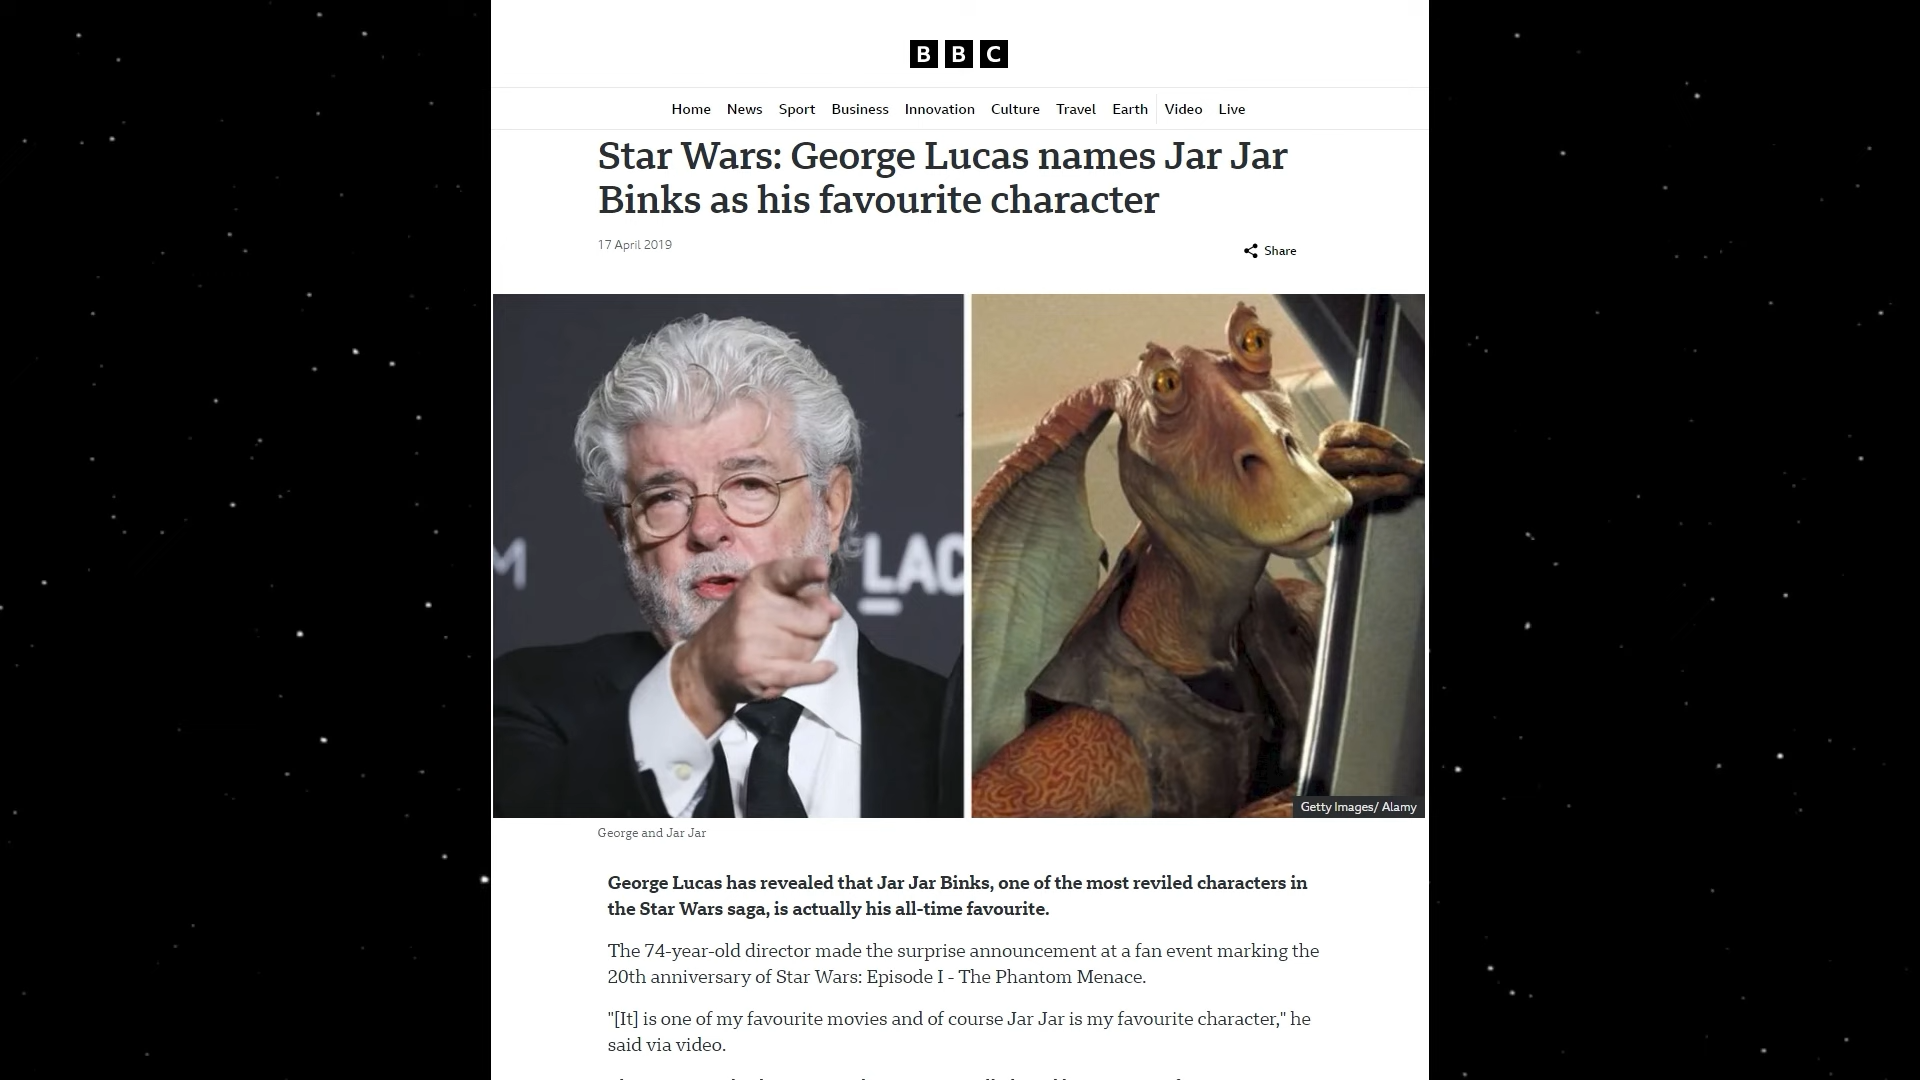 BBC
Home News Sport Business Innovation Culture Travel Earth Video Live
Star Wars: George Lucas names Jar Jar
Binks as his favourite character
17 April 2019
Share
M
LAC
Getty Images/ Alamy
George and Jar Jar
George Lucas has revealed that Jar Jar Binks, one of the most reviled characters in
the Star Wars saga, is actually his all-time favourite.
The 74-year-old director made the surprise announcement at a fan event marking the
20th anniversary of Star Wars: Episode I - The Phantom Menace.
"[It] is one of my favourite movies and of course Jar Jar is my favourite character," he
said via video.